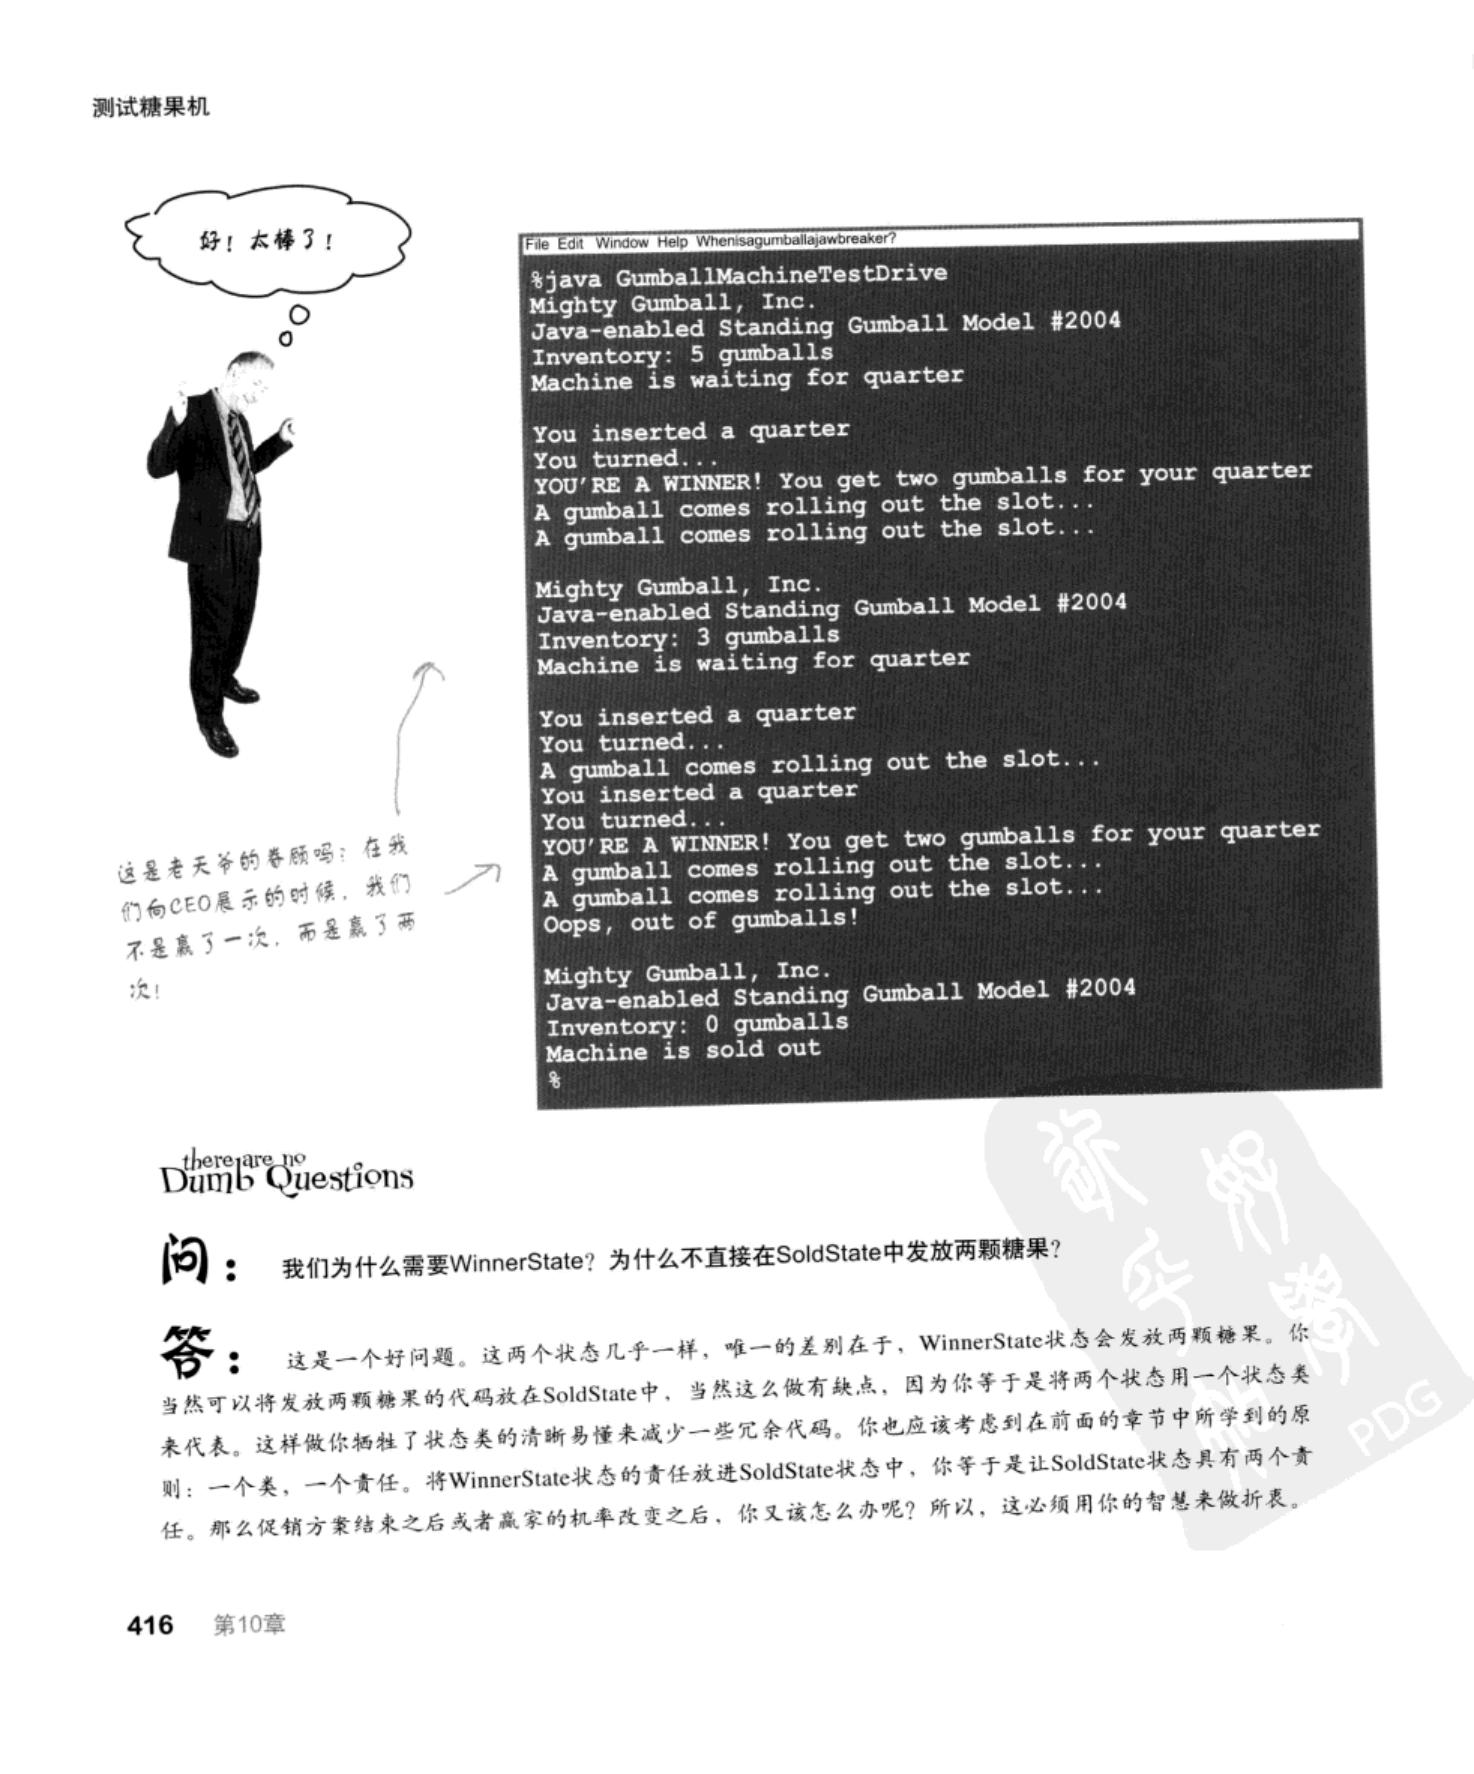 测试糖果机
好！太棒了！
File Edit Window Help Whenisagumballajawbreaker?
%java GumballMachineTestDrive
Mighty Gumball, Inc.
Java-enabled Standing Gumball Model #2004
Inventory: 5 gumballs
Machine is waiting for quarter
You inserted a quarter
You turned...
YOU'RE A WINNER! You get two gumballs for your quarter
A gumball comes rolling out the slot...
A gumball comes rolling out the slot...
Mighty Gumball, Inc.
Java-enabled Standing Gumball Model #2004
Inventory: 3 gumballs
Machine is waiting for quarter
You inserted a quarter
You turned...
A gumball comes rolling out the slot...
You inserted a quarter
You turned...
YOU'RE A WINNER! You get two gumballs for your quarter
A gumball comes rolling out the slot...
A gumball comes rolling out the slot...
Oops, out of gumballs!
Mighty Gumball, Inc.
Java-enabled Standing Gumball Model #2004
Inventory: 0 gumballs
Machine is sold out
%
这是老天爷的眷顾吗？在我
们向CEO展示的时候，我们
不是赢了一次，而是赢了两
次！
there are no
Dumb Questions
问： 我们为什么需要WinnerState？为什么不直接在SoldState中发放两颗糖果？
答： 这是一个好问题。这两个状态几乎一样，唯一的差别在于，WinnerState状态会发放两颗糖果。你
当然可以将发放两颗糖果的代码放在SoldState中，当然这么做有缺点，因为你等于是将两个状态用一个状态类
来代表。这样做你牺牲了状态类的清晰易懂来减少一些冗余代码。你也应该考虑到在前面的章节中所学到的原
则：一个类，一个责任。将WinnerState状态的责任放进SoldState状态中，你等于是让SoldState状态具有两个责
任。那么促销方案结束之后或者赢家的机率改变之后，你又该怎么办呢？所以，这必须用你的智慧来做折衷。
PDG
416 第10章